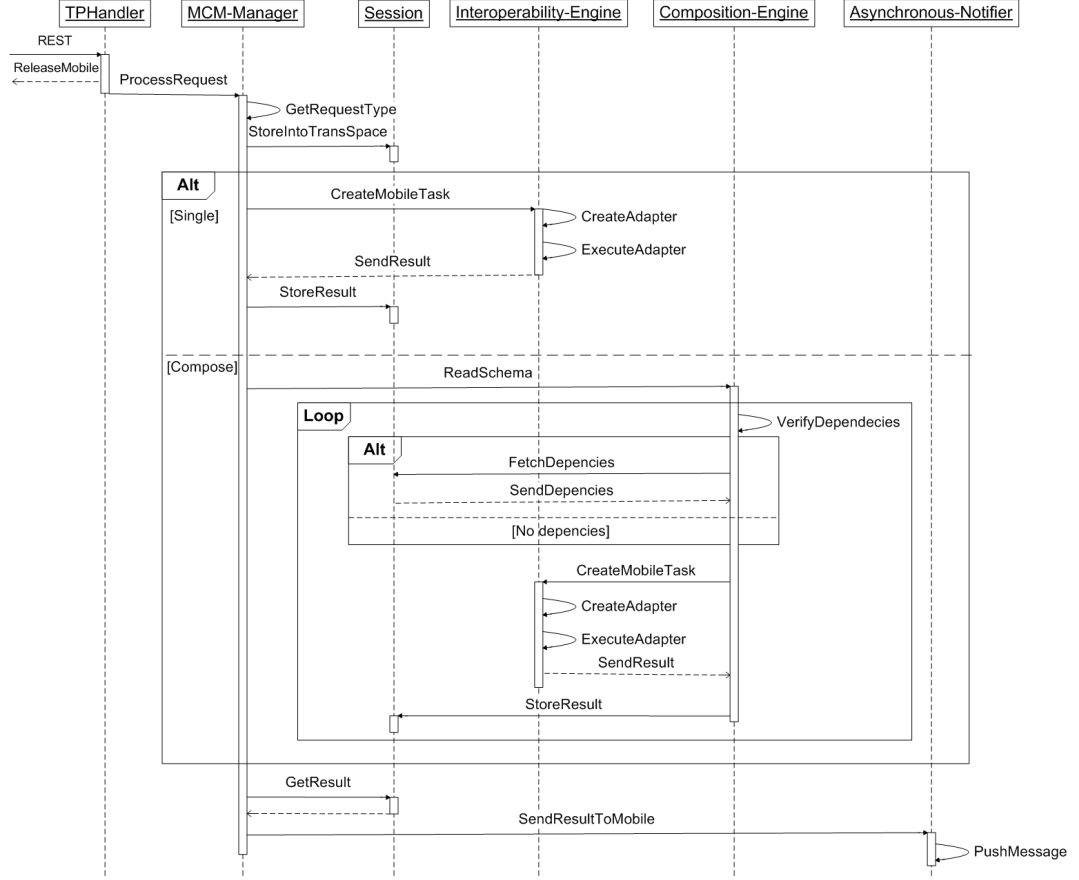 TPHandler MCM-Manager Session Interoperability-Engine Composition-Engine Asynchronous-Notifier
REST
ReleaseMobile
ProcessRequest
GetRequestType
StoreIntoTransSpace
Alt
CreateMobileTask
[Single]
CreateAdapter
ExecuteAdapter
SendResult
StoreResult
[Compose]
ReadSchema
Loop
VerifyDependecies
Alt
FetchDepencies
SendDepencies
[No depencies]
CreateMobileTask
CreateAdapter
ExecuteAdapter
SendResult
StoreResult
GetResult
SendResultToMobile
PushMessage